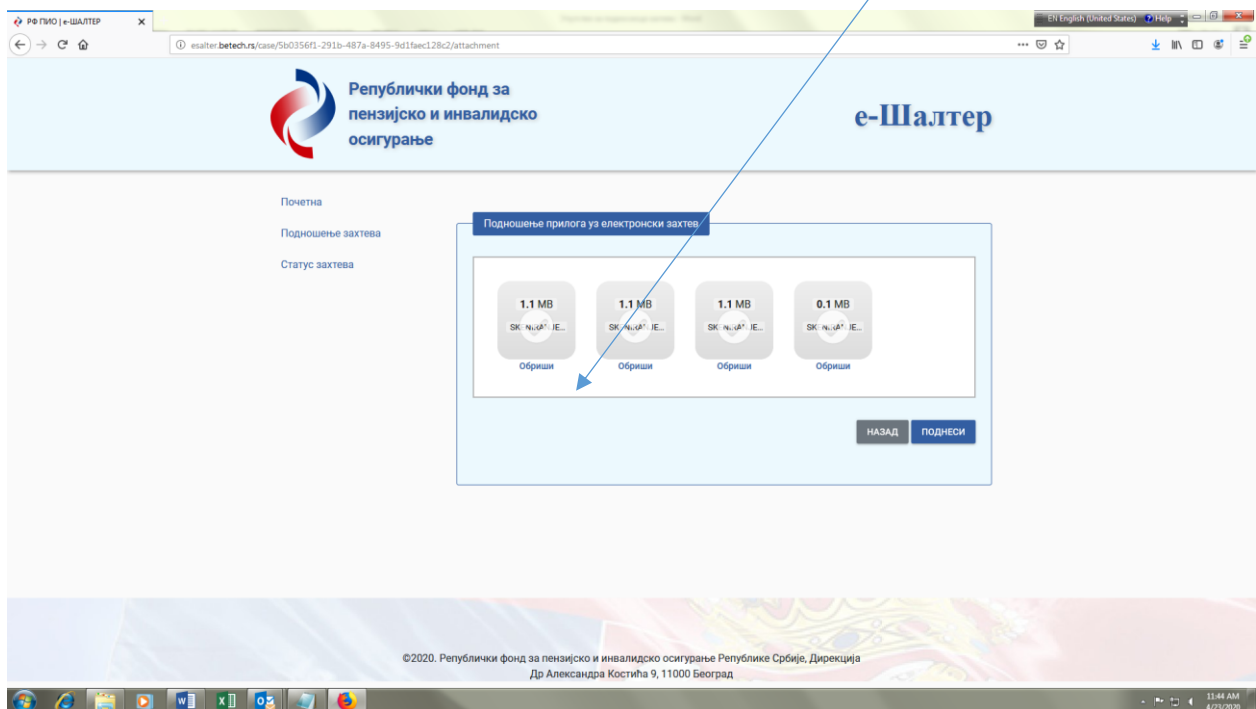 РФ ПИО | е-ШАЛТЕР
EN English (United States) Help
esalter.betech.rs/case/5b0356f1-291b-487a-8495-9d1faec128c2/attachment
Републички фонд за
пензијско и инвалидско
осигурање
е-Шалтер
Почетна
Подношење захтева
Статус захтева
Подношење прилога уз електронски захтев
1.1 MB 1.1 MB 1.1 MB 0.1 MB
Обриши Обриши Обриши Обриши
НАЗАД ПОДНЕСИ
©2020. Републички фонд за пензијско и инвалидско осигурање Републике Србије, Дирекција
Др Александра Костића 9, 11000 Београд
11:44 AM
4/23/2020